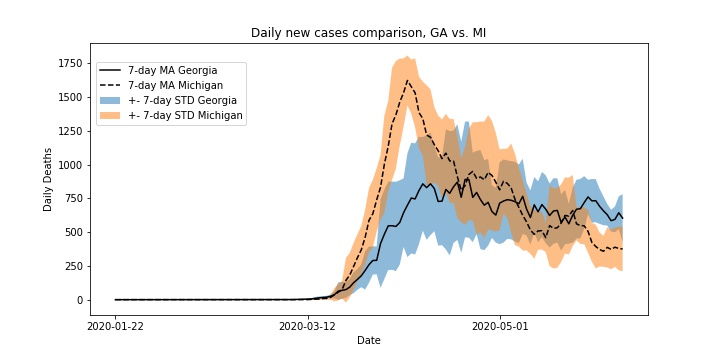 Daily new cases comparison, GA vs. MI
7-day MA Georgia
7-day MA Michigan
+- 7-day STD Georgia
+- 7-day STD Michigan
Daily Deaths
1750
1500
1250
1000
750
500
250
0
2020-01-22
2020-03-12
2020-05-01
Date